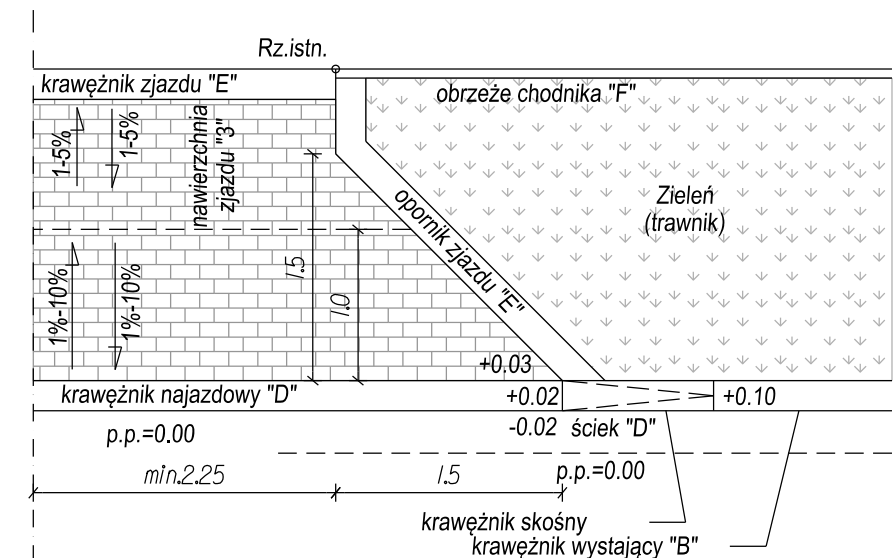 Rz.istn.
krawężnik zjazdu "E"
obrzeże chodnika "F"
1-5%
1-5%
nawierzchnia
zjazdu "3"
Zieleń
(trawnik)
opornik zjazdu "E"
1.5
1.0
1%-10%
1%-10%
+0.03
krawężnik najazdowy "D"
+0.02
+0.10
p.p.=0.00
-0.02 ściek "D"
min.2.25
1.5
p.p.=0.00
krawężnik skośny
krawężnik wystający "B"